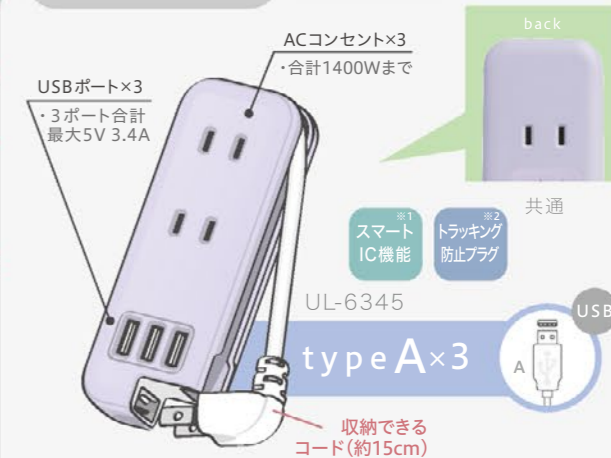 back
ACコンセント×3
・合計1400Wまで
USBポート×3
・3ポート合計
最大5V 3.4A
共通
※1
スマート
IC機能
※2
トラッキング
防止プラグ
UL-6345
USB
typeA×3
A
収納できる
コード(約15cm)